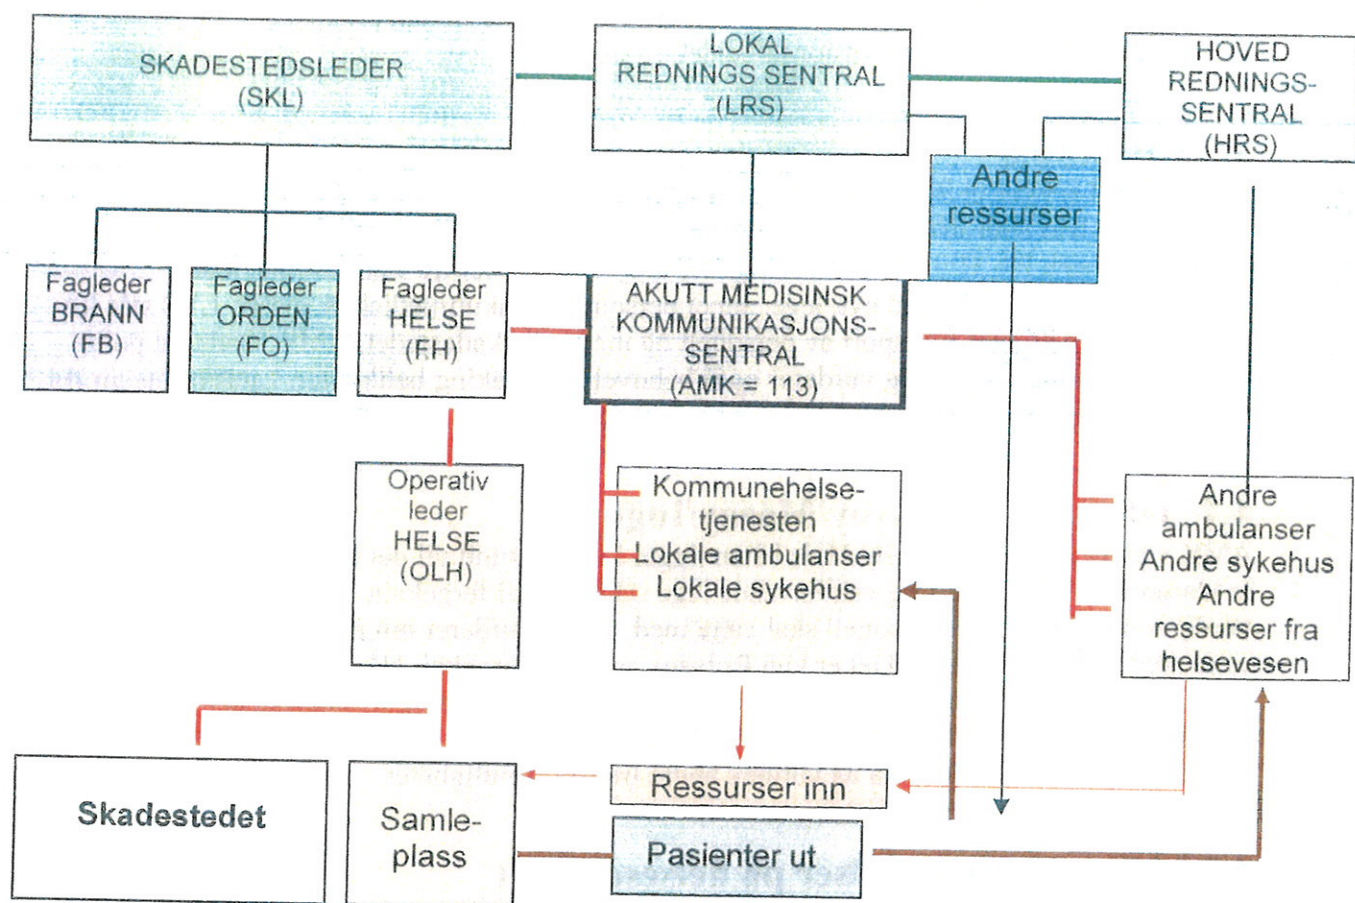 SKADESTEDSLEDER
(SKL)
LOKAL
REDNINGS SENTRAL
(LRS)
HOVED
REDNINGS-
SENTRAL
(HRS)
Andre
ressurser
Fagleder
BRANN
(FB)
Fagleder
ORDEN
(FO)
Fagleder
HELSE
(FH)
AKUTT MEDISINSK
KOMMUNIKASJONS-
SENTRAL
(AMK = 113)
Operativ
leder
HELSE
(OLH)
Kommunehelse-
tjenesten
Lokale ambulanser
Lokale sykehus
Andre
ambulanser
Andre sykehus
Andre
ressurser fra
helsevesen
Skadestedet
Samle-
plass
Ressurser inn
Pasienter ut